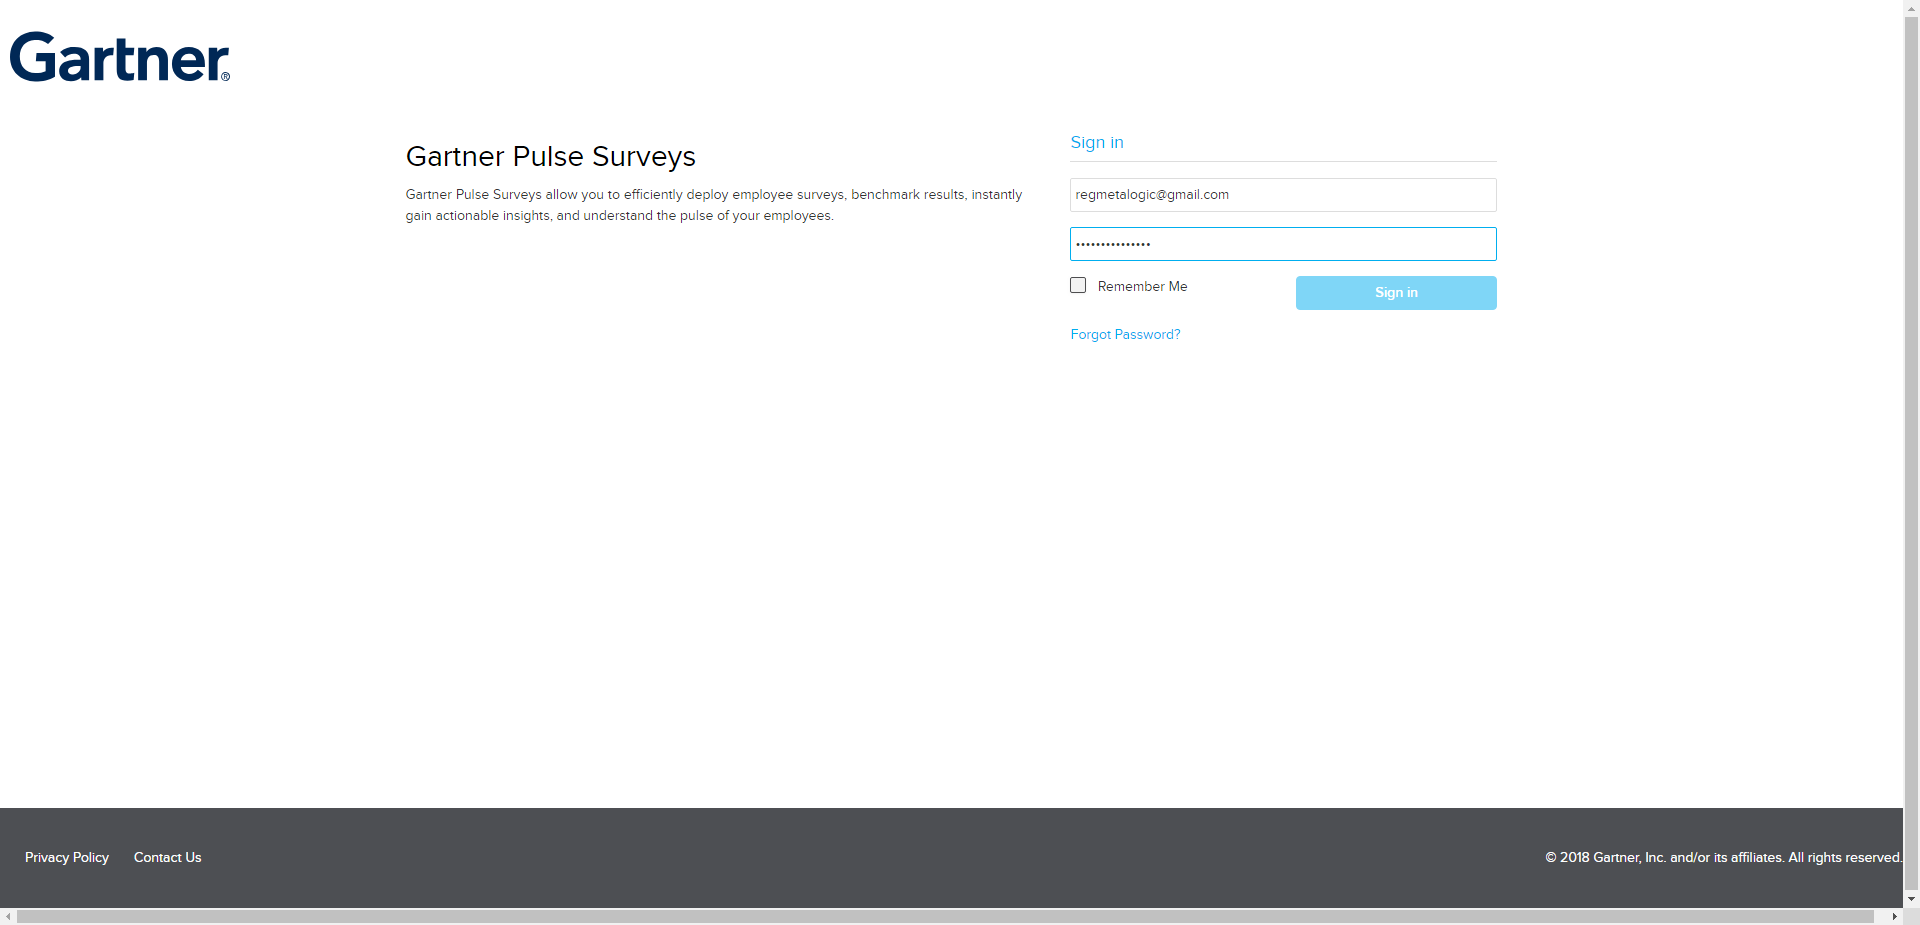 Gartner®
Sign in
Gartner Pulse Surveys
Gartner Pulse Surveys allow you to efficiently deploy employee surveys, benchmark results, instantly
gain actionable insights, and understand the pulse of your employees.
regmetalogic@gmail.com
•••••••••••••••
Remember Me
Sign in
Forgot Password?
Privacy Policy
Contact Us
© 2018 Gartner, Inc. and/or its affiliates. All rights reserved.